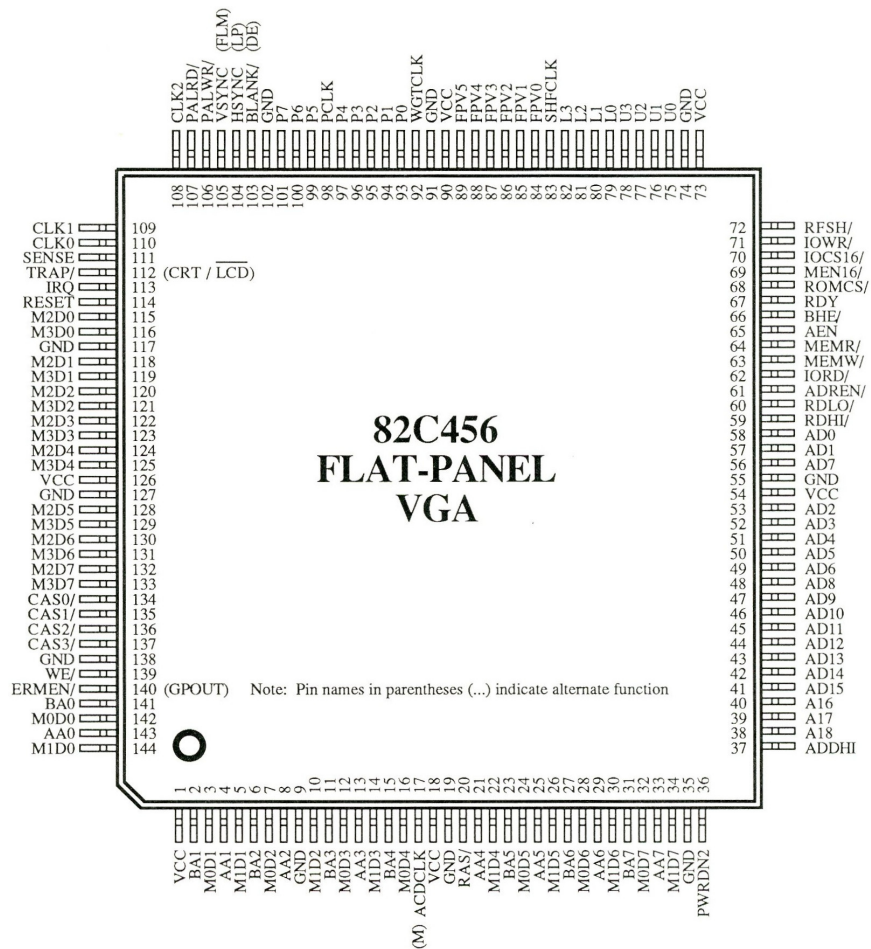 CLK2
PALRD/
PALWR/
VSYNC (FLM)
HSYNC (LP)
BLANK/ (DE)
GND
P7
P6
P5
PCLK
P4
P3
P2
P1
P0
WGTCLK
GND
VCC
FPV5
FPV4
FPV3
FPV2
FPV1
FPV0
SHFCLK
L3
L2
L1
L0
U3
U2
U1
U0
GND
VCC
108
107
106
105
104
103
102
101
100
99
98
97
96
95
94
93
92
91
90
89
88
87
86
85
84
83
82
81
80
79
78
77
76
75
74
73
CLK1 109
CLK0 110
SENSE 111
TRAP/ 112 (CRT / LCD)
IRQ 113
RESET 114
M2D0 115
M3D0 116
GND 117
M2D1 118
M3D1 119
M2D2 120
M3D2 121
M2D3 122
M3D3 123
M2D4 124
M3D4 125
VCC 126
GND 127
M2D5 128
M3D5 129
M2D6 130
M3D6 131
M2D7 132
M3D7 133
CAS0/ 134
CAS1/ 135
CAS2/ 136
CAS3/ 137
GND 138
WE/ 139
ERMEN/ 140 (GPOUT) Note: Pin names in parentheses (...) indicate alternate function
BA0 141
M0D0 142
AA0 143
M1D0 144
82C456
FLAT-PANEL
VGA
72 RFSH/
71 IOWR/
70 IOCS16/
69 MEN16/
68 ROMCS/
67 RDY
66 BHE/
65 AEN
64 MEMR/
63 MEMW/
62 IORD/
61 ADREN/
60 RDLO/
59 RDHI/
58 AD0
57 AD1
56 AD7
55 GND
54 VCC
53 AD2
52 AD3
51 AD4
50 AD5
49 AD6
48 AD8
47 AD9
46 AD10
45 AD11
44 AD12
43 AD13
42 AD14
41 AD15
40 A16
39 A17
38 A18
37 ADDHI
1
2
3
4
5
6
7
8
9
10
11
12
13
14
15
16
17
18
19
20
21
22
23
24
25
26
27
28
29
30
31
32
33
34
35
36
VCC
BA1
M0D1
AA1
M1D1
BA2
M0D2
AA2
GND
M1D2
BA3
M0D3
AA3
M1D3
BA4
M0D4
(M) ACDCLK
VCC
GND
RAS/
AA4
M1D4
BA5
M0D5
AA5
M1D5
BA6
M0D6
AA6
M1D6
BA7
M0D7
AA7
M1D7
GND
PWRDN2